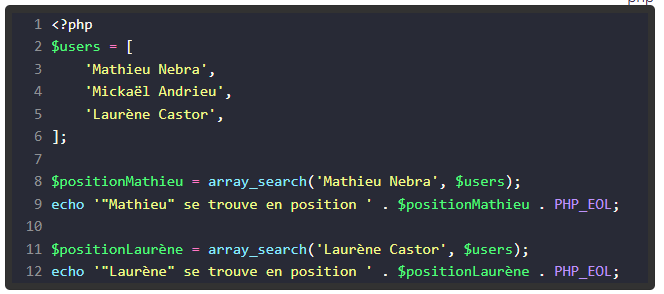 php
1 <?php
2 $users = [
3     'Mathieu Nebra',
4     'Mickaël Andrieu',
5     'Laurène Castor',
6 ];
7
8 $positionMathieu = array_search('Mathieu Nebra', $users);
9 echo '"Mathieu" se trouve en position ' . $positionMathieu . PHP_EOL;
10
11 $positionLaurène = array_search('Laurène Castor', $users);
12 echo '"Laurène" se trouve en position ' . $positionLaurène . PHP_EOL;